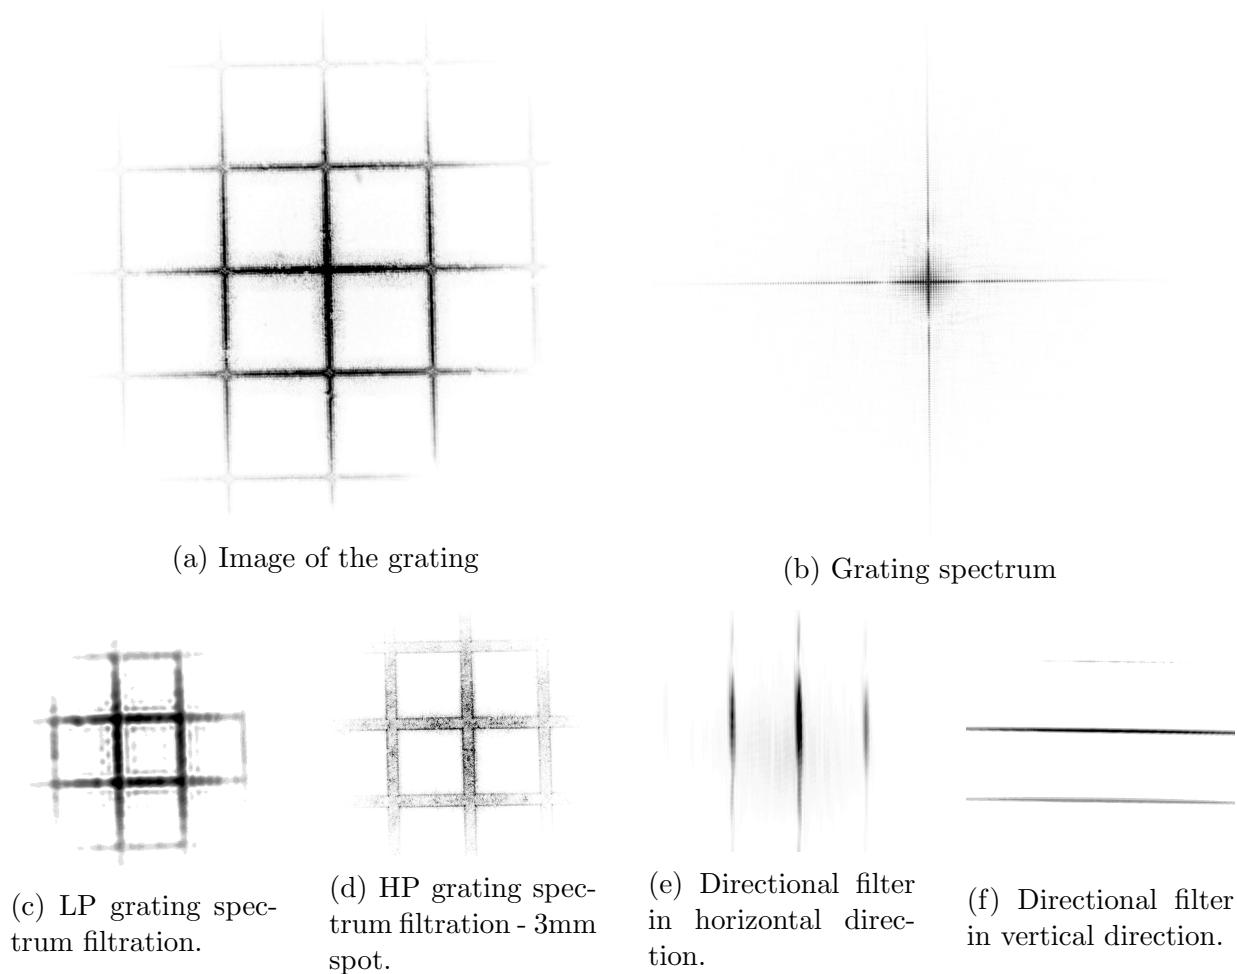 (a) Image of the grating
(b) Grating spectrum
(c) LP grating spec-
trum filtration.
(d) HP grating spec-
trum filtration - 3mm
spot.
(e) Directional filter
in horizontal direc-
tion.
(f) Directional filter
in vertical direction.